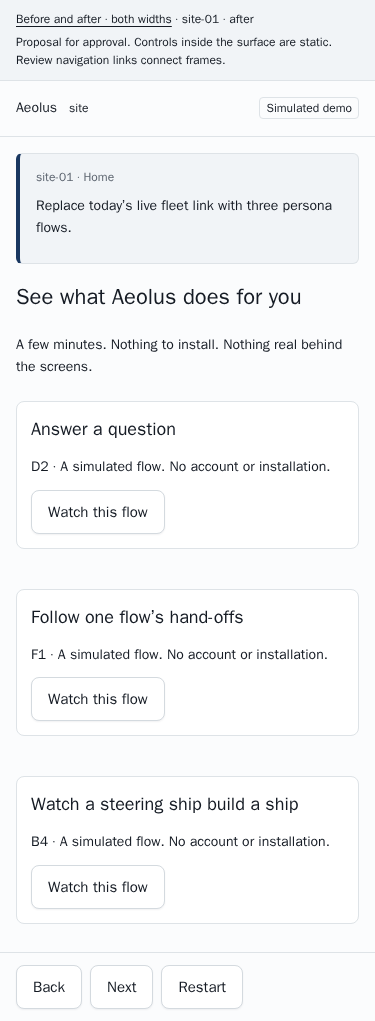 Before and after · both widths · site-01 · after
Proposal for approval. Controls inside the surface are static.
Review navigation links connect frames.
Aeolus site
Simulated demo
site-01 · Home
Replace today's live fleet link with three persona
flows.
See what Aeolus does for you
A few minutes. Nothing to install. Nothing real behind
the screens.
Answer a question
D2 · A simulated flow. No account or installation.
Watch this flow
Follow one flow's hand-offs
F1 · A simulated flow. No account or installation.
Watch this flow
Watch a steering ship build a ship
B4 · A simulated flow. No account or installation.
Watch this flow
Back Next Restart